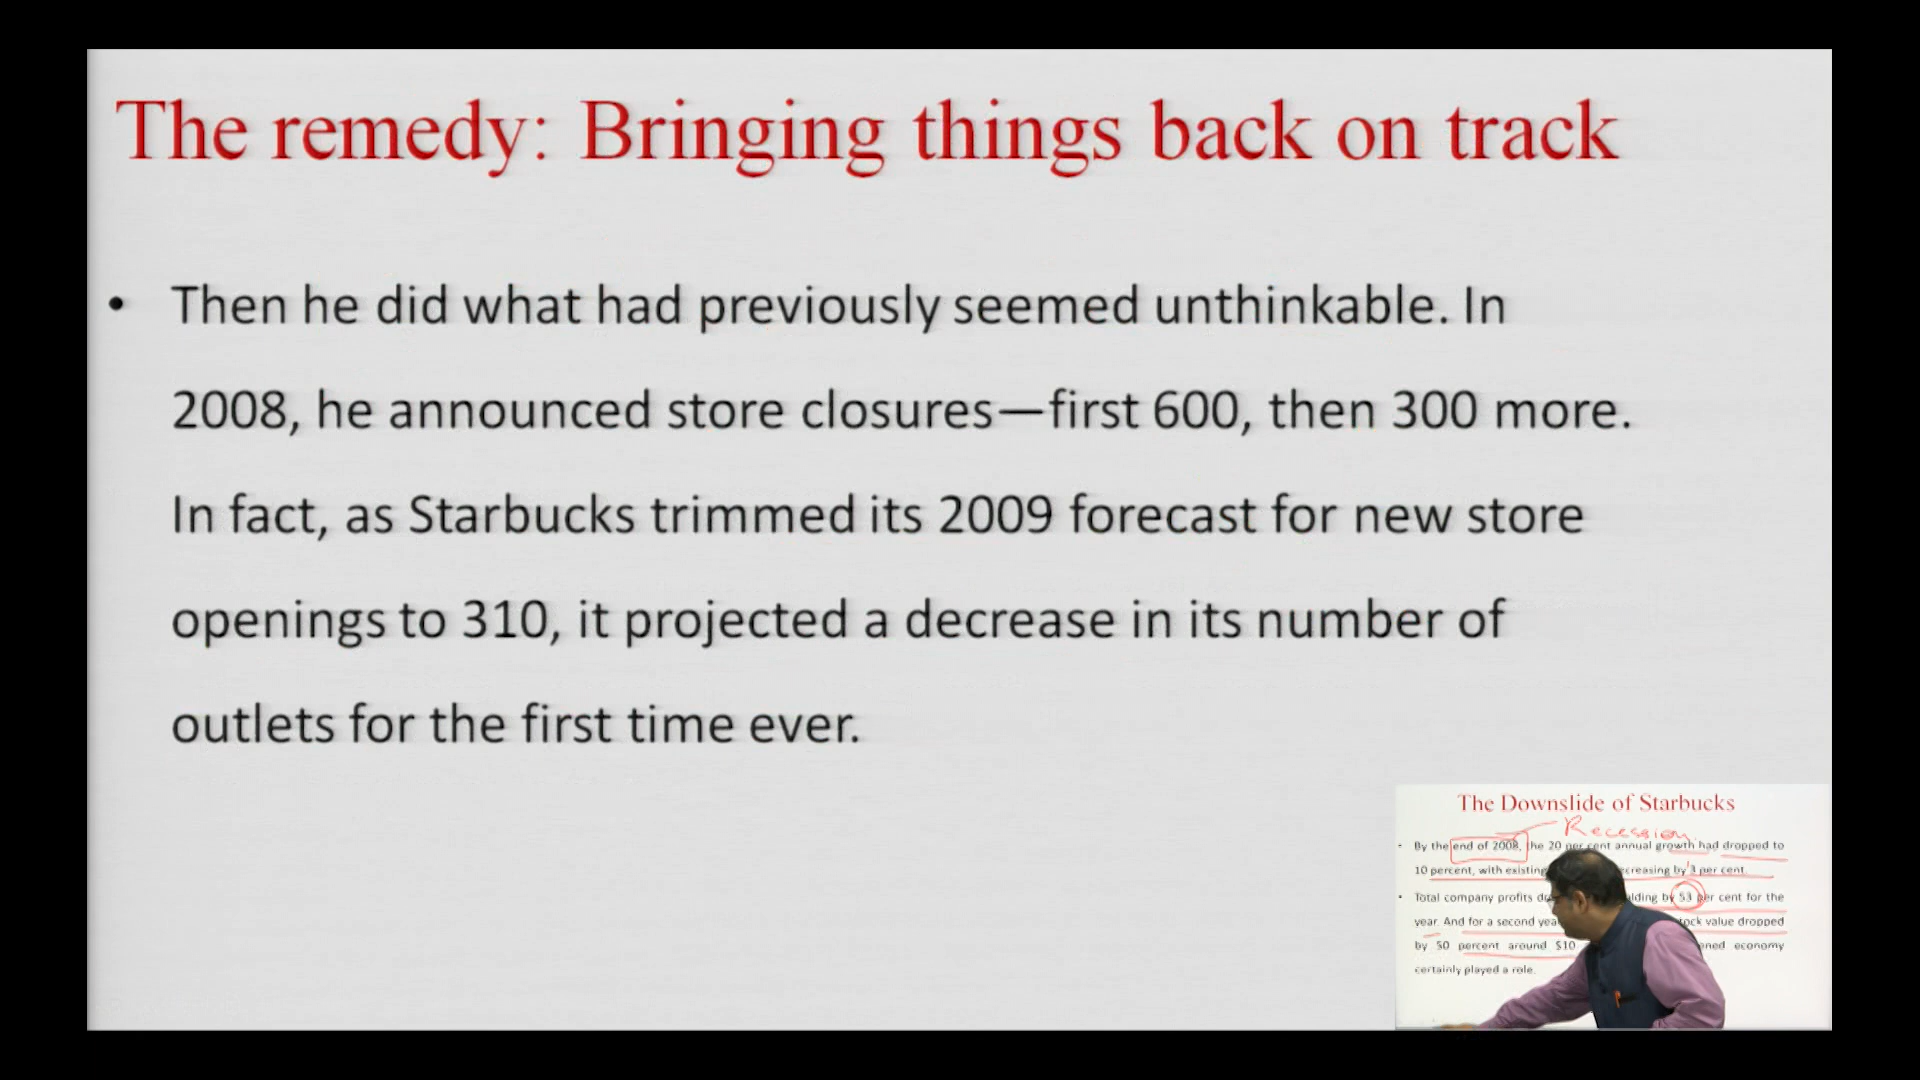 The remedy: Bringing things back on track
• Then he did what had previously seemed unthinkable. In
2008, he announced store closures—first 600, then 300 more.
In fact, as Starbucks trimmed its 2009 forecast for new store
openings to 310, it projected a decrease in its number of
outlets for the first time ever.
The Downslide of Starbucks
Recession
By the end of 2008, the 20 per cent annual growth had dropped to
10 percent, with existing creasing by 3 per cent.
• Total company profits lding by 53 per cent for the
year. And for a second yea tock value dropped
by 50 percent around $10 ned economy
certainly played a role.